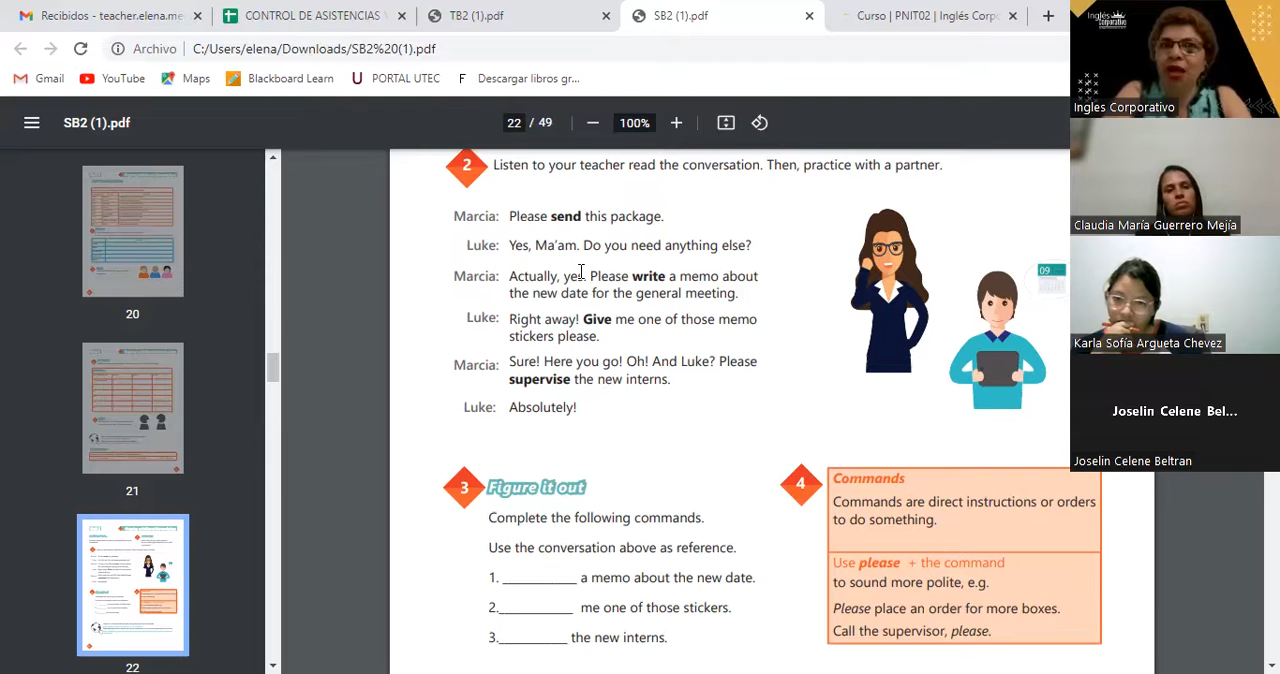 Recibidos - teacher.elena.me
CONTROL DE ASISTENCIAS
TB2 (1).pdf
SB2 (1).pdf
Curso | PNIT02 | Inglés Corpo
Archivo
C:/Users/elena/Downloads/SB2%20(1).pdf
Gmail
YouTube
Maps
Blackboard Learn
U PORTAL UTEC
F Descargar libros gr...
SB2 (1).pdf
22 / 49
100%
20
21
22
2 Listen to your teacher read the conversation. Then, practice with a partner.
Marcia: Please send this package.
Luke: Yes, Ma'am. Do you need anything else?
Marcia: Actually, yes. Please write a memo about
the new date for the general meeting.
Luke: Right away! Give me one of those memo
stickers please.
Marcia: Sure! Here you go! Oh! And Luke? Please
supervise the new interns.
Luke: Absolutely!
09
3 Figure it out
Complete the following commands.
Use the conversation above as reference.
1. ___________ a memo about the new date.
2.____________ me one of those stickers.
3.___________ the new interns.
4 Commands
Commands are direct instructions or orders
to do something.
Use please + the command
to sound more polite, e.g.
Please place an order for more boxes.
Call the supervisor, please.
Inglés
Corporativo
Ingles Corporativo
Claudia María Guerrero Mejía
Karla Sofía Argueta Chevez
Joselin Celene Bel...
Joselin Celene Beltran